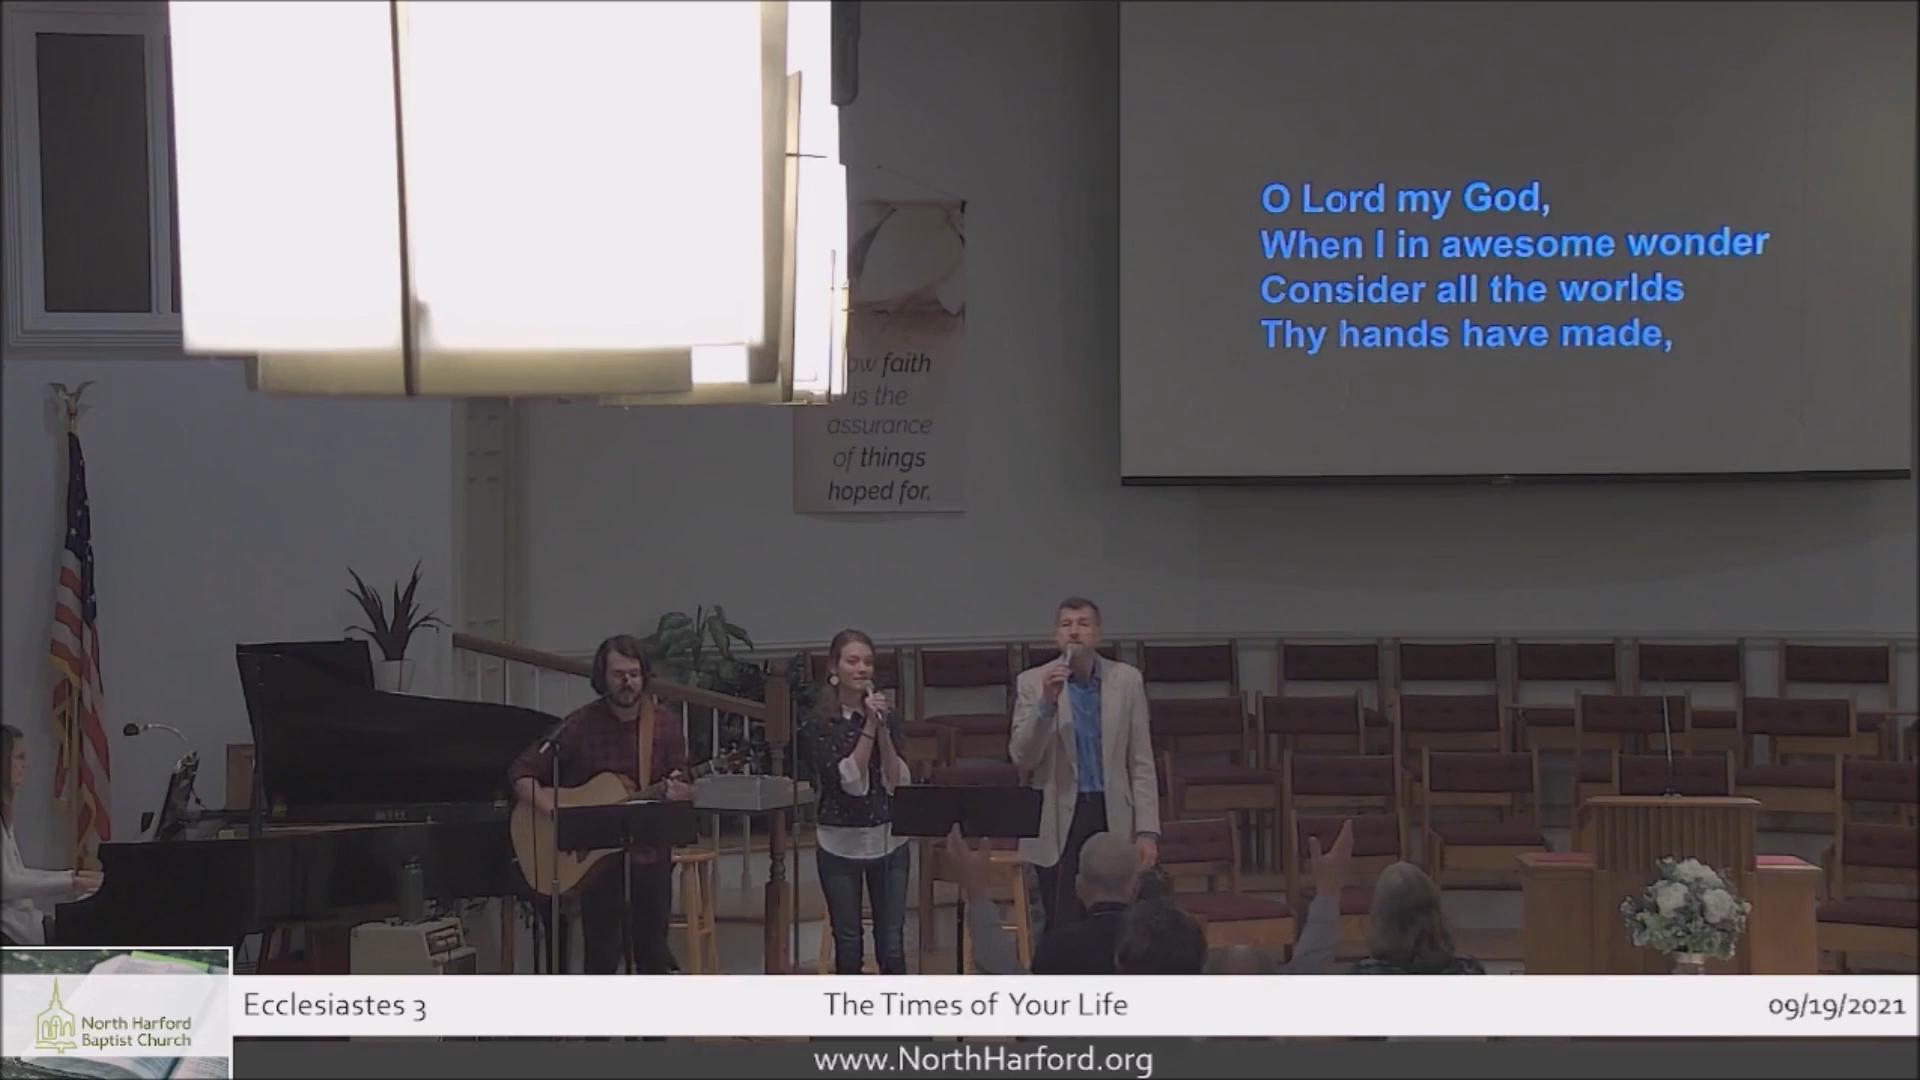 O Lord my God,
When I in awesome wonder
Consider all the worlds
Thy hands have made,
faith
is the
assurance
of things
hoped for.
North Harford
Baptist Church
Ecclesiastes 3
The Times of Your Life
09/19/2021
www.NorthHarford.org